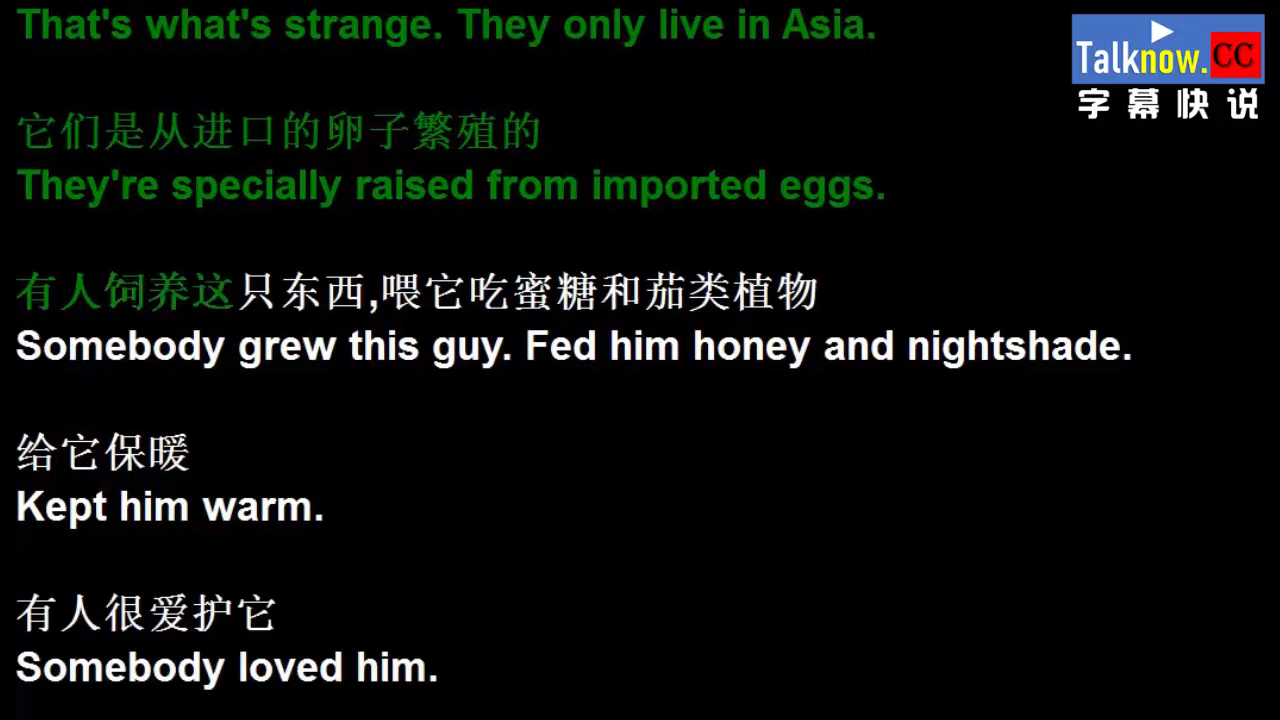 That's what's strange. They only live in Asia.
Talknow.CC
字幕快说
它们是从进口的卵子繁殖的
They're specially raised from imported eggs.
有人饲养这只东西,喂它吃蜜糖和茄类植物
Somebody grew this guy. Fed him honey and nightshade.
给它保暖
Kept him warm.
有人很爱护它
Somebody loved him.